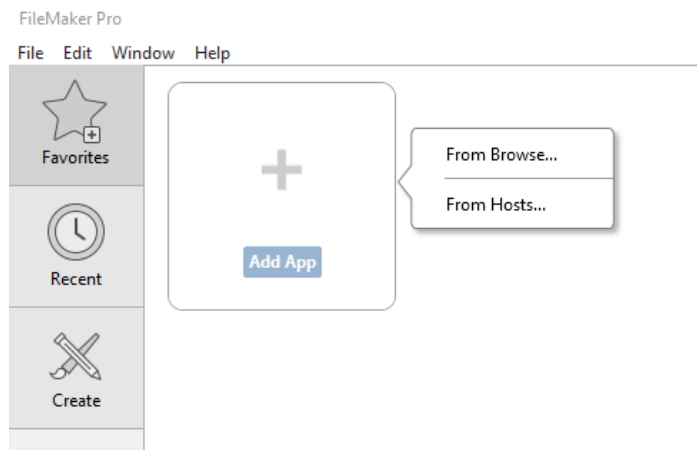 FileMaker Pro
File Edit Window Help
Favorites
Recent
Create
Add App
From Browse...
From Hosts...